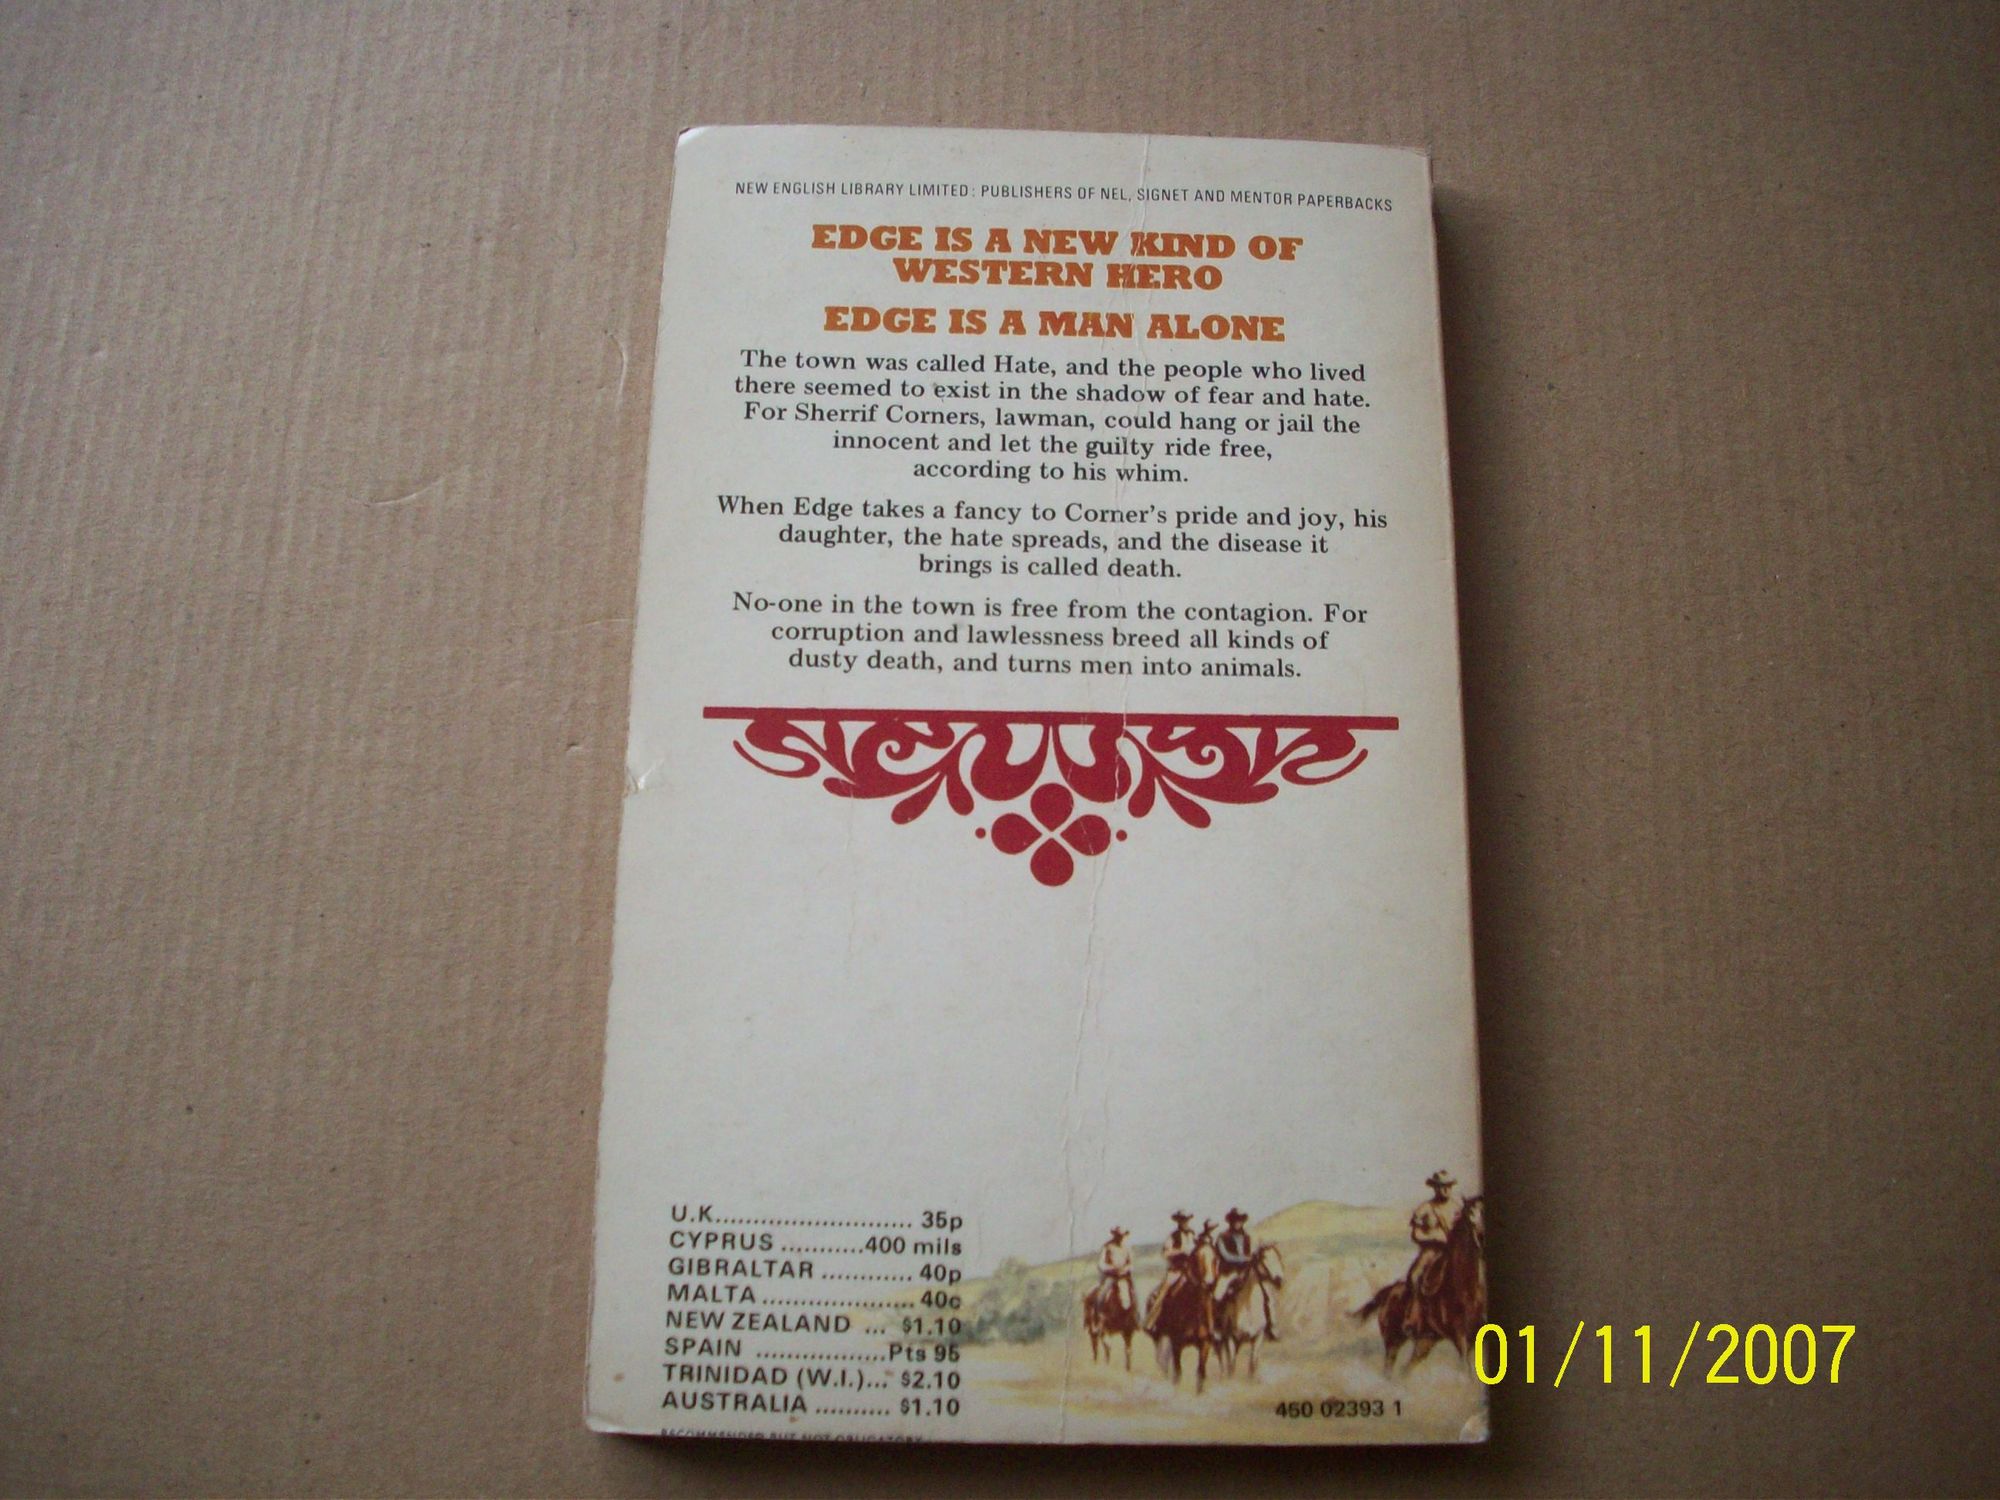 NEW ENGLISH LIBRARY LIMITED: PUBLISHERS OF NEL, SIGNET AND MENTOR PAPERBACKS
EDGE IS A NEW KIND OF
WESTERN HERO
EDGE IS A MAN ALONE
The town was called Hate, and the people who lived
there seemed to exist in the shadow of fear and hate.
For Sherrif Corners, lawman, could hang or jail the
innocent and let the guilty ride free,
according to his whim.
When Edge takes a fancy to Corner's pride and joy, his
daughter, the hate spreads, and the disease it
brings is called death.
No-one in the town is free from the contagion. For
corruption and lawlessness breed all kinds of
dusty death, and turns men into animals.
U.K.......................... 35p
CYPRUS ...........400 mils
GIBRALTAR ............ 40p
MALTA .................... 40c
NEW ZEALAND ... $1.10
SPAIN .................Pts 95
TRINIDAD (W.I.)... $2.10
AUSTRALIA .......... $1.10
RECOMMENDED BUT NOT OBLIGATORY
450 02393 1
01/11/2007